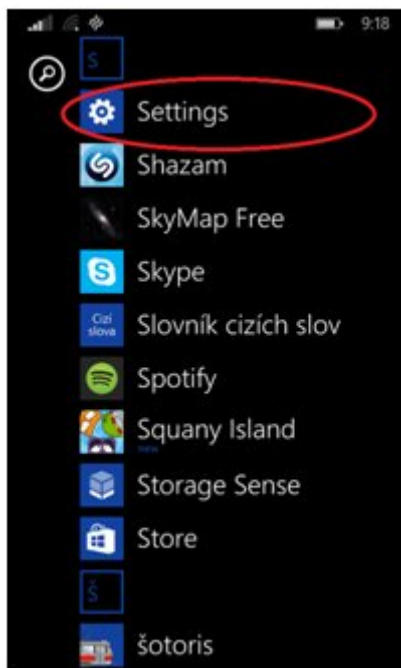 9:18
S
Settings
Shazam
SkyMap Free
S
Skype
Cizí
slova
Slovník cizích slov
Spotify
Squany Island
new
Storage Sense
Store
Š
šotoris